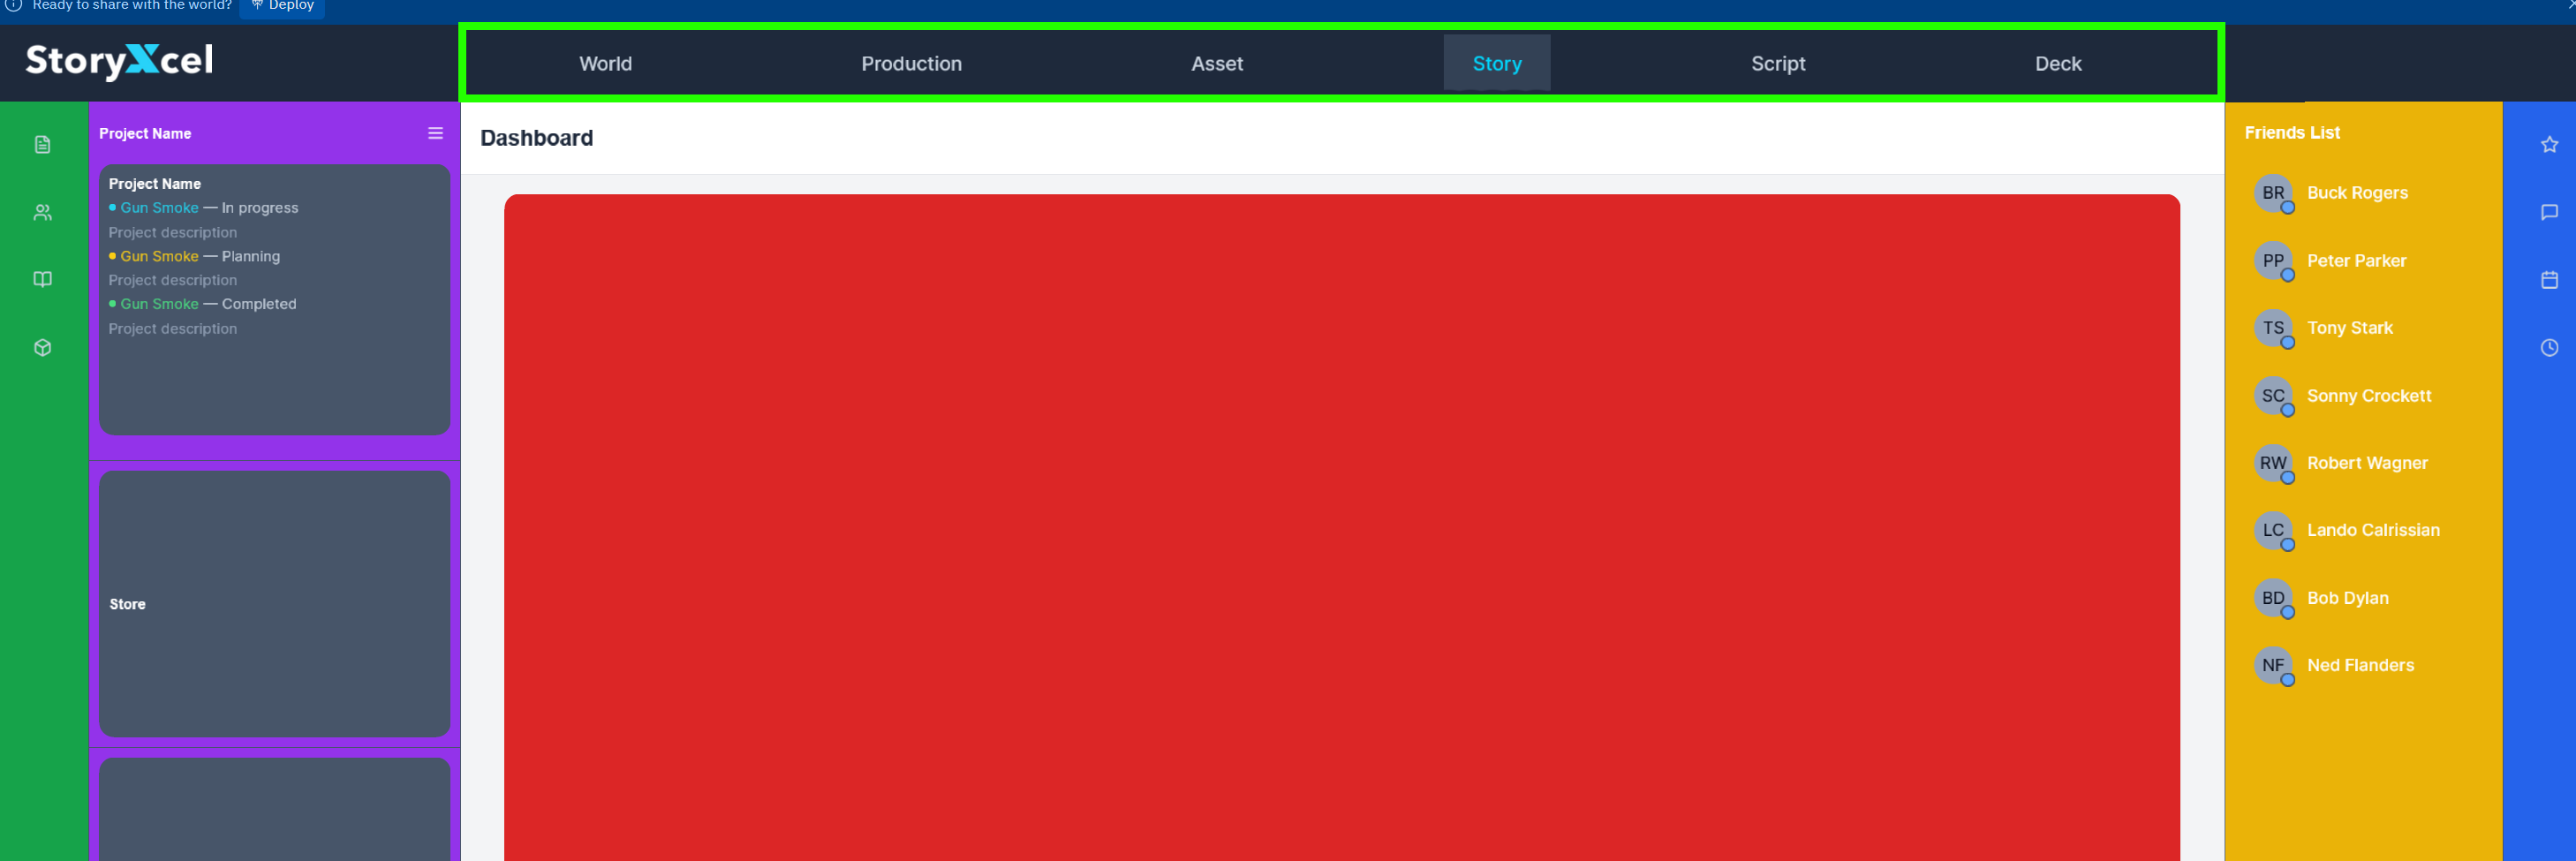 Ready to share with the world? Deploy
StoryXcel
World Production Asset Story Script Deck
Project Name
Project Name
Gun Smoke — In progress
Project description
Gun Smoke — Planning
Project description
Gun Smoke — Completed
Project description
Store
Dashboard
Friends List
BR Buck Rogers
PP Peter Parker
TS Tony Stark
SC Sonny Crockett
RW Robert Wagner
LC Lando Calrissian
BD Bob Dylan
NF Ned Flanders